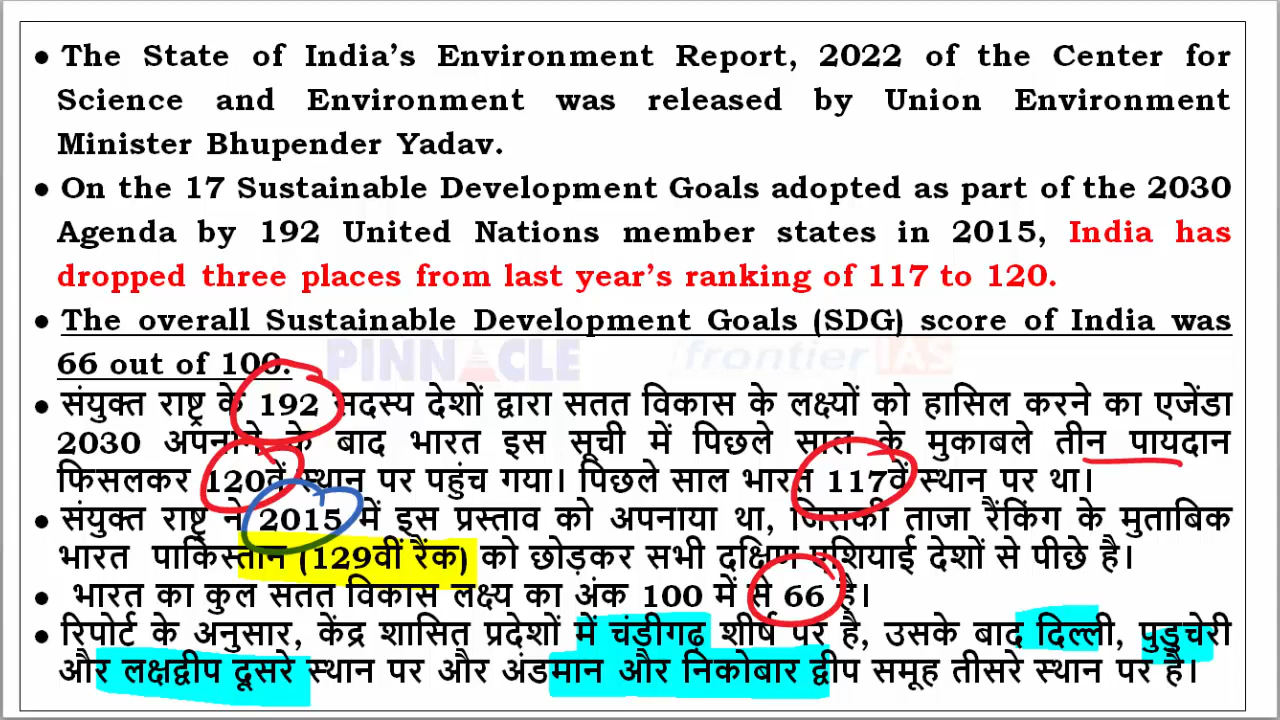 • The State of India's Environment Report, 2022 of the Center for
Science and Environment was released by Union Environment
Minister Bhupender Yadav.
• On the 17 Sustainable Development Goals adopted as part of the 2030
Agenda by 192 United Nations member states in 2015, India has
dropped three places from last year's ranking of 117 to 120.
• The overall Sustainable Development Goals (SDG) score of India was
66 out of 100.
PINNACLE frontier IAS
• संयुक्त राष्ट्र के 192 सदस्य देशों द्वारा सतत विकास के लक्ष्यों को हासिल करने का एजेंडा
2030 अपनाने के बाद भारत इस सूची में पिछले साल के मुकाबले तीन पायदान
फिसलकर 120वें स्थान पर पहुंच गया। पिछले साल भारत 117वें स्थान पर था।
• संयुक्त राष्ट्र ने 2015 में इस प्रस्ताव को अपनाया था, जिसकी ताजा रैंकिंग के मुताबिक
भारत पाकिस्तान (129वीं रैंक) को छोड़कर सभी दक्षिण एशियाई देशों से पीछे है।
• भारत का कुल सतत विकास लक्ष्य का अंक 100 में से 66 है।
• रिपोर्ट के अनुसार, केंद्र शासित प्रदेशों में चंडीगढ़ शीर्ष पर है, उसके बाद दिल्ली, पुडुचेरी
और लक्षद्वीप दूसरे स्थान पर और अंडमान और निकोबार द्वीप समूह तीसरे स्थान पर है।